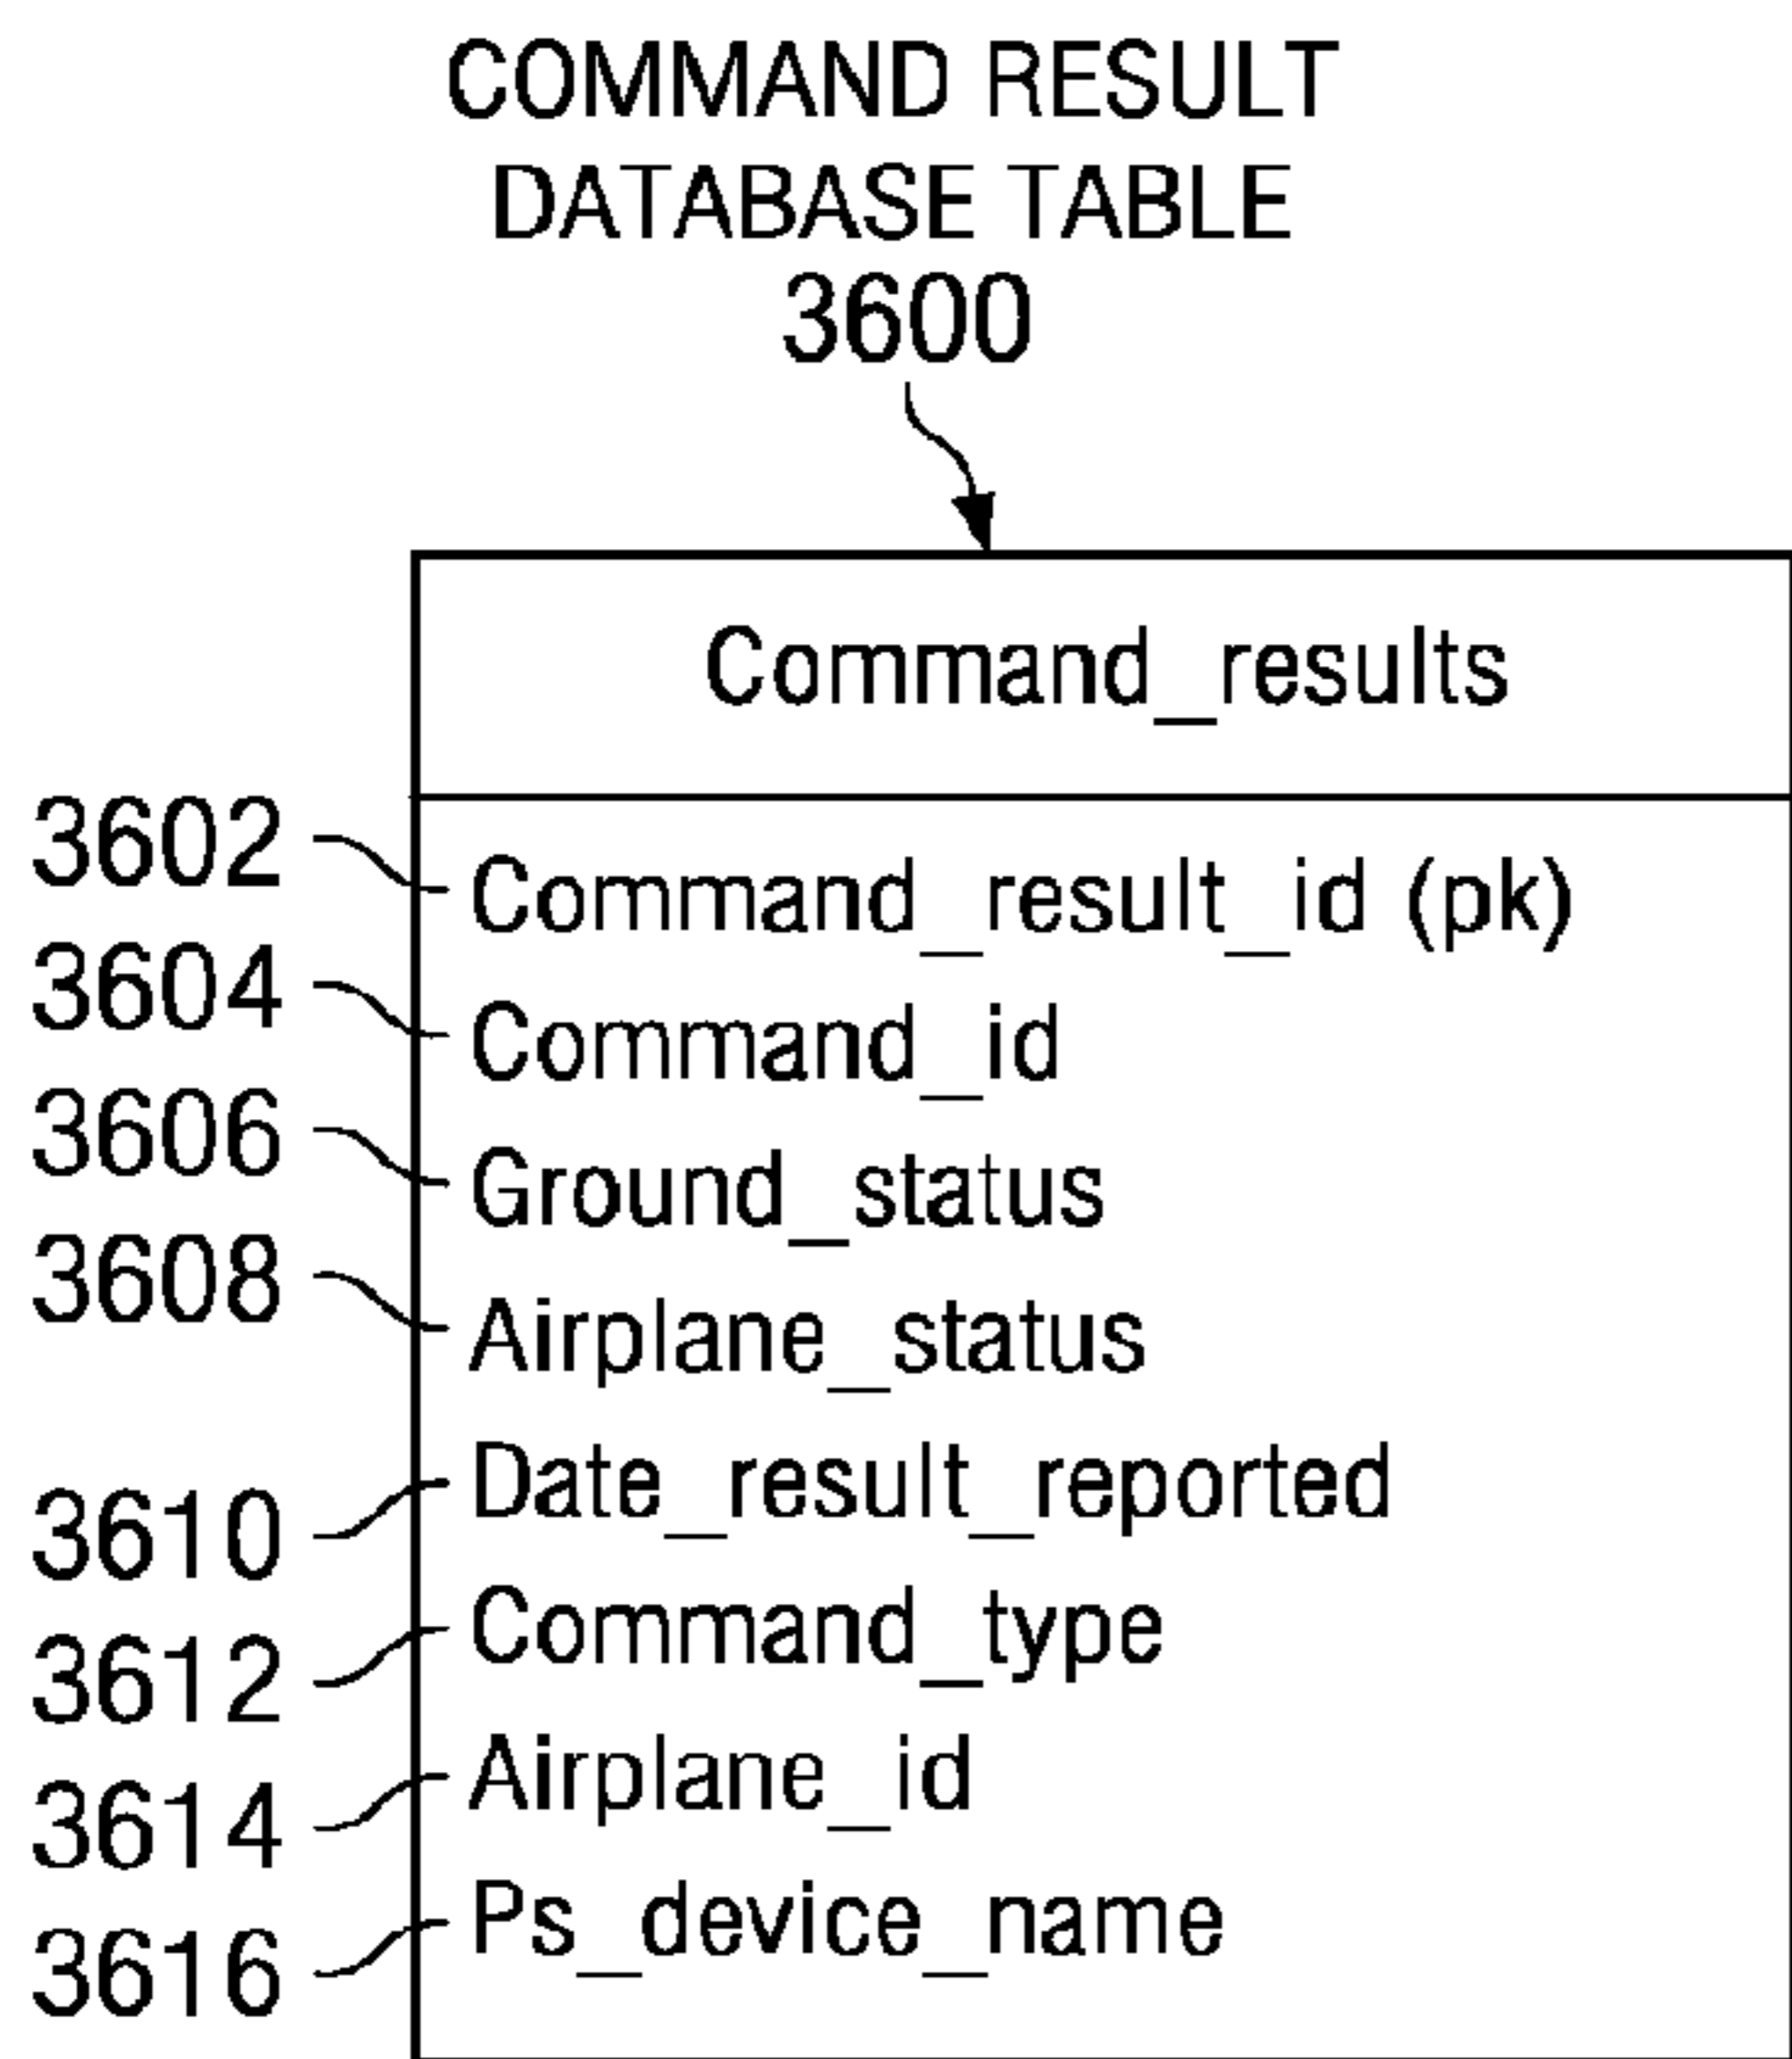 COMMAND RESULT
DATABASE TABLE
3600
Command_results
3602 Command_result_id (pk)
3604 Command_id
3606 Ground_status
3608 Airplane_status
3610 Date_result_reported
3612 Command_type
3614 Airplane_id
3616 Ps_device_name